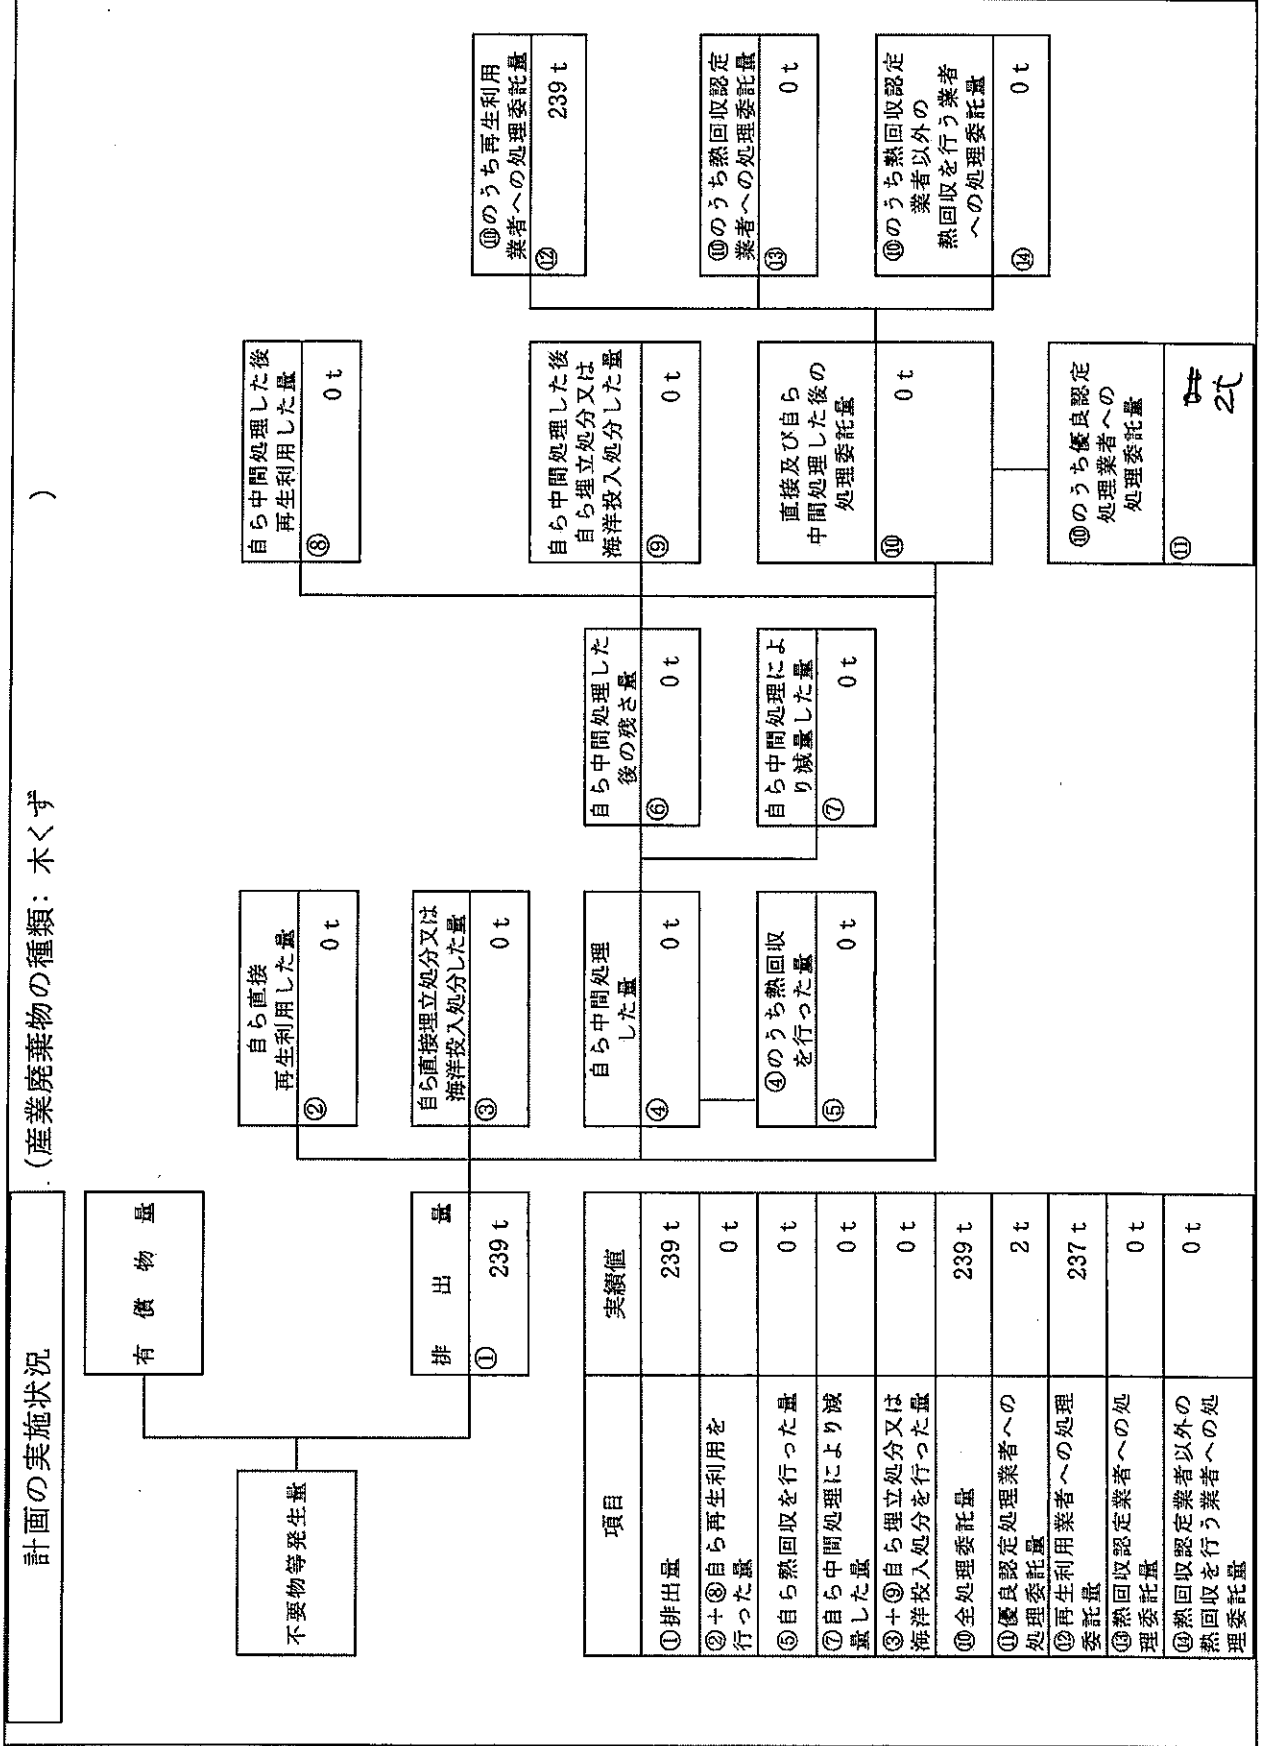 計画の実施状況
(産業廃棄物の種類: 木くず )
有償物量
不要物等発生量
排出量
① 239 t
自ら直接
再生利用した量
② 0 t
自ら直接埋立処分又は
海洋投入処分した量
③ 0 t
自ら中間処理
した量
④ 0 t
④のうち熱回収
を行った量
⑤ 0 t
自ら中間処理した
後の残さ量
⑥ 0 t
自ら中間処理によ
り減量した量
⑦ 0 t
自ら中間処理した後
再生利用した量
⑧ 0 t
自ら中間処理した後
自ら埋立処分又は
海洋投入処分した量
⑨ 0 t
直接及び自ら
中間処理した後の
処理委託量
⑩ 0 t
⑩のうち優良認定
処理業者への
処理委託量
⑪
2t
⑩のうち再生利用
業者への処理委託量
⑫ 239 t
⑩のうち熱回収認定
業者への処理委託量
⑬ 0 t
⑩のうち熱回収認定
業者以外の
熱回収を行う業者
への処理委託量
⑭ 0 t
項目 実績値
①排出量 239 t
②+⑧自ら再生利用を
行った量 0 t
⑤自ら熱回収を行った量 0 t
⑦自ら中間処理により減
量した量 0 t
③+⑨自ら埋立処分又は
海洋投入処分を行った量 0 t
⑩全処理委託量 239 t
⑪優良認定処理業者への
処理委託量 2 t
⑫再生利用業者への処理
委託量 237 t
⑬熱回収認定業者への処
理委託量 0 t
⑭熱回収認定業者以外の
熱回収を行う業者への処
理委託量 0 t